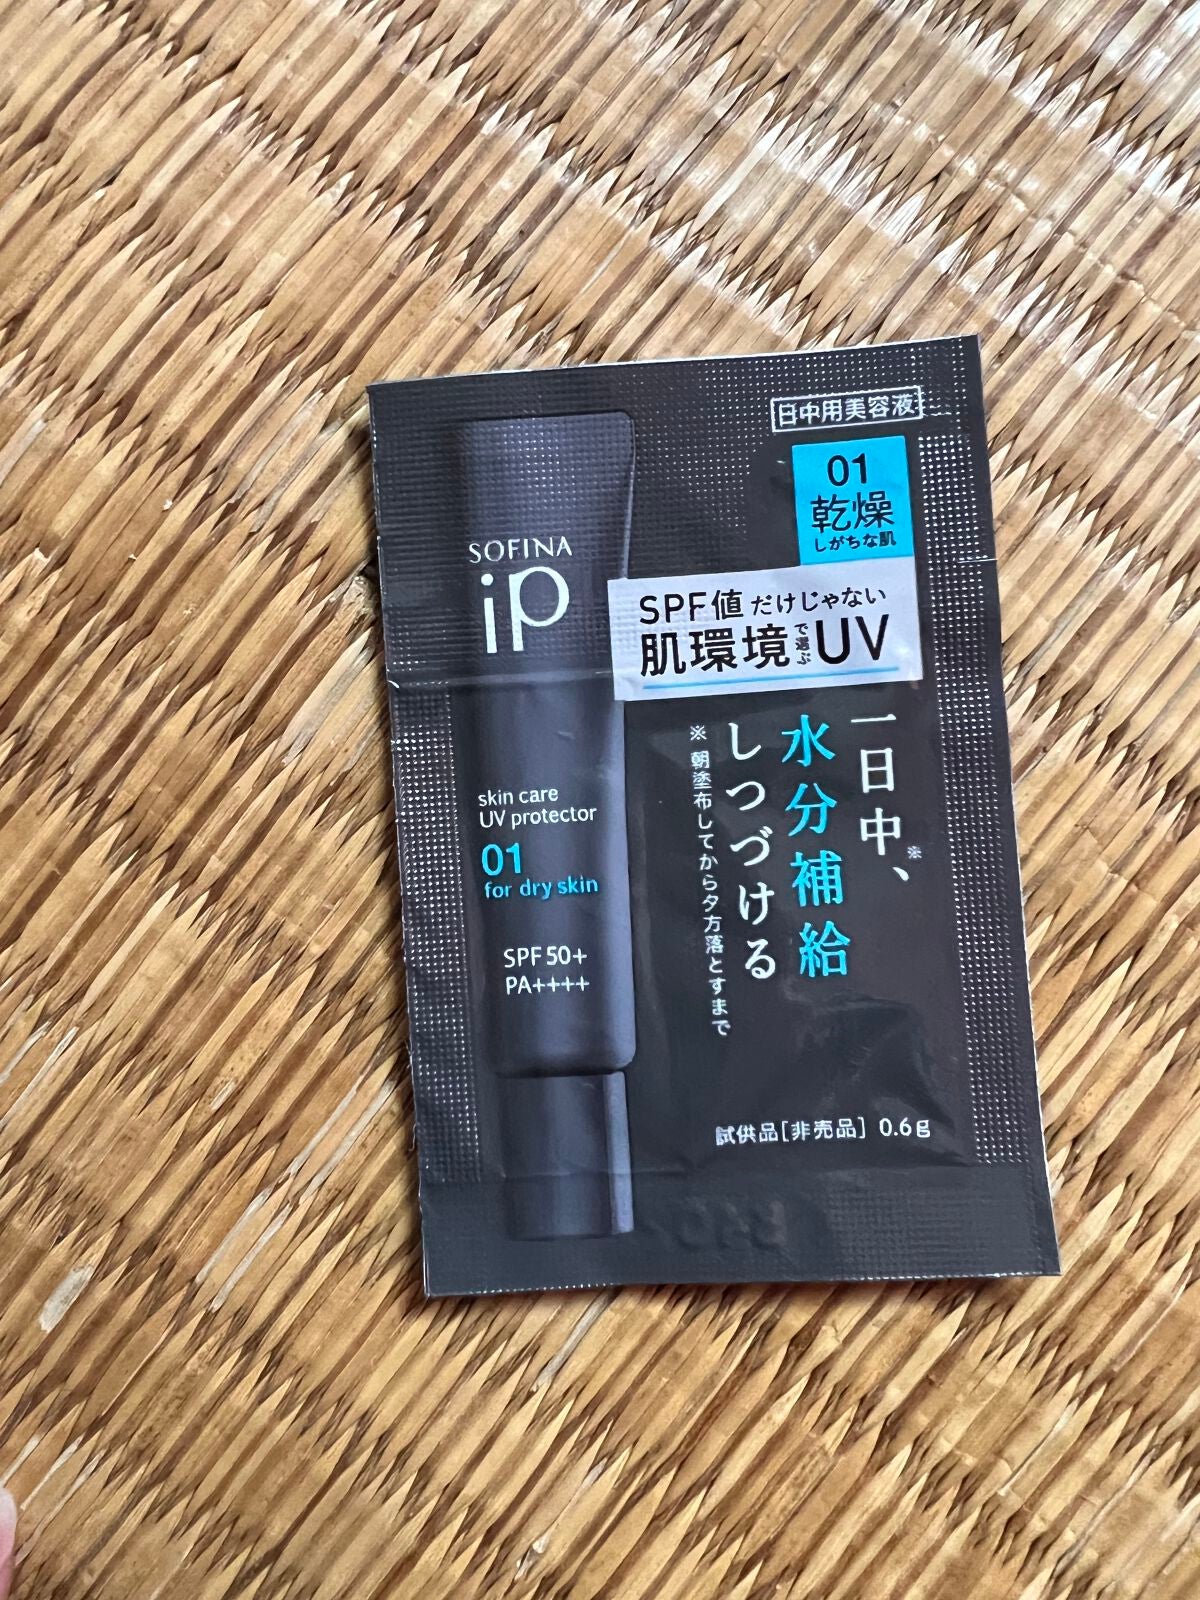 日中用美容液
01
乾燥
しがちな肌
SOFINA
iP
SPF値だけじゃない
肌環境で選ぶUV
一日中、※
水分補給
しつづける
※朝塗布してから夕方落とすまで
skin care
UV protector
01
for dry skin
SPF 50+
PA++++
試供品[非売品] 0.6g